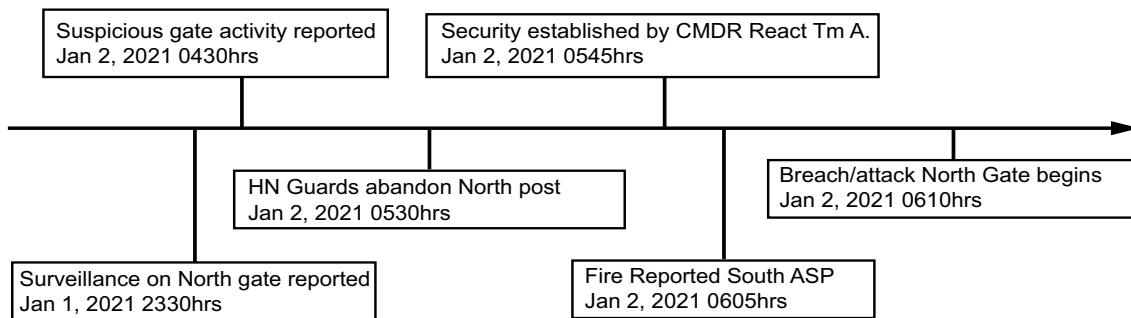 Suspicious gate activity reported
Jan 2, 2021 0430hrs
Security established by CMDR React Tm A.
Jan 2, 2021 0545hrs
HN Guards abandon North post
Jan 2, 2021 0530hrs
Breach/attack North Gate begins
Jan 2, 2021 0610hrs
Surveillance on North gate reported
Jan 1, 2021 2330hrs
Fire Reported South ASP
Jan 2, 2021 0605hrs